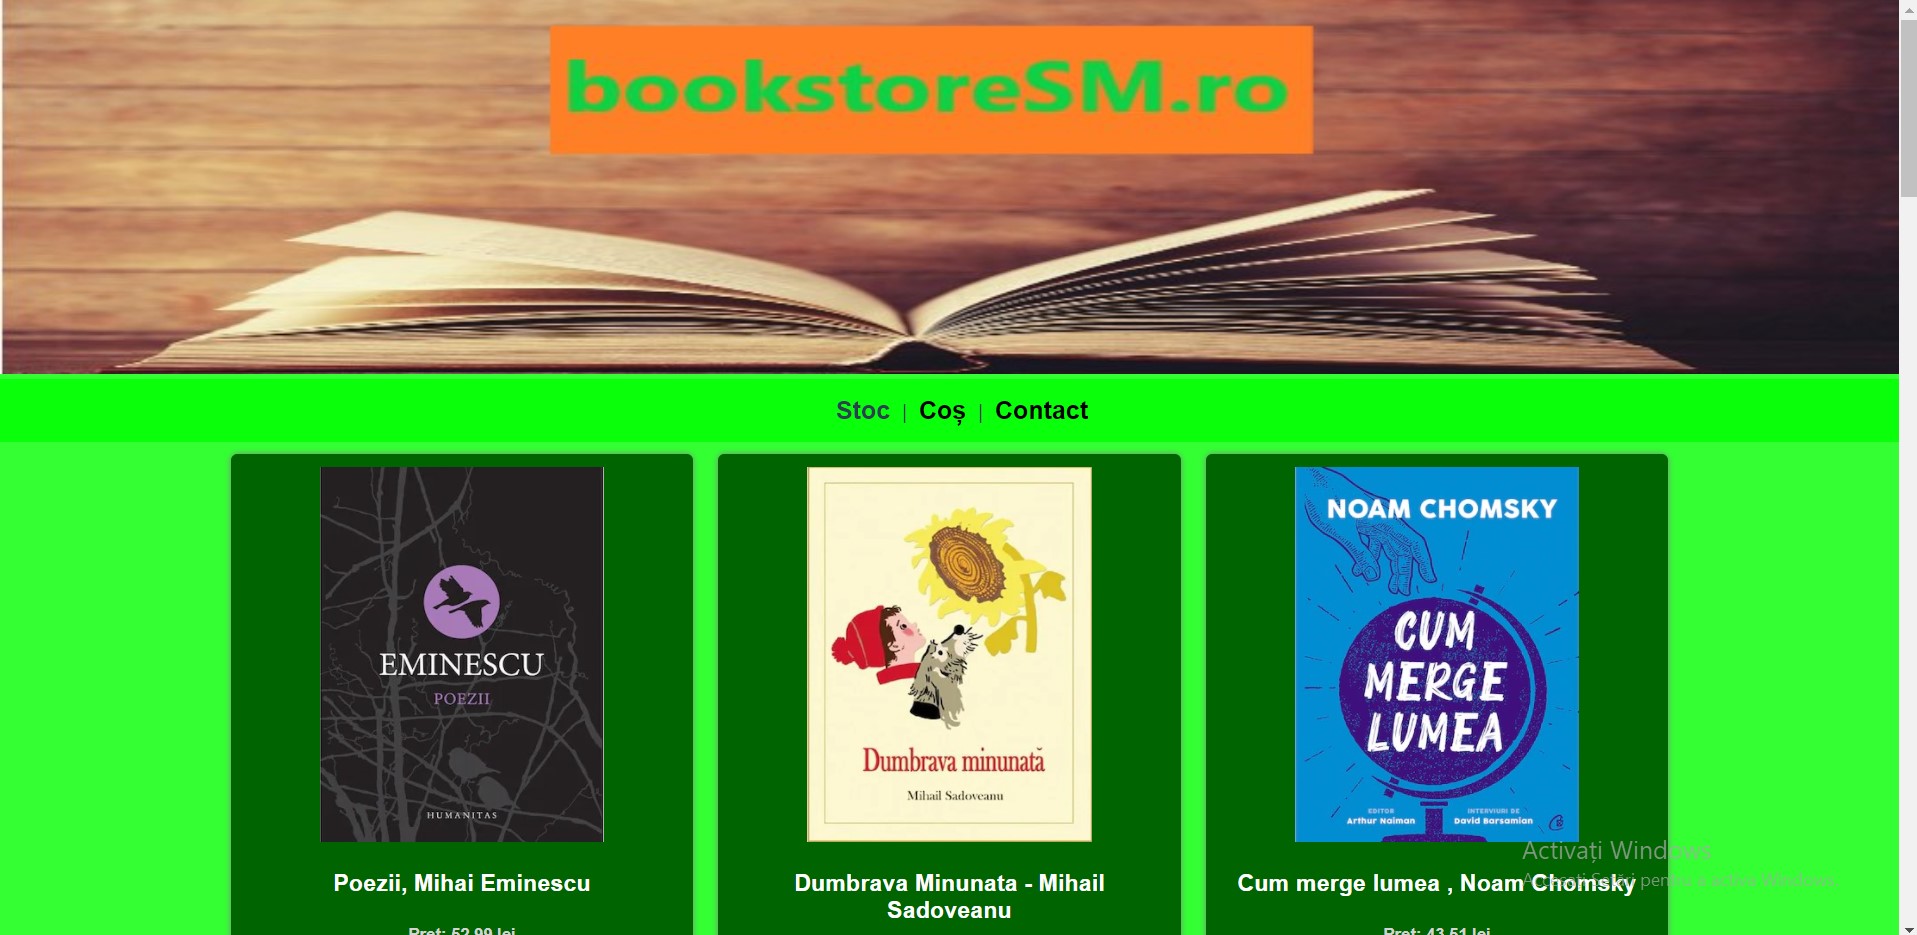 bookstoreSM.ro
Stoc | Coș | Contact
EMINESCU
POEZII
HUMANITAS
Poezii, Mihai Eminescu
Preț: 52.99 lei
Dumbrava minunată
Mihail Sadoveanu
Dumbrava Minunata - Mihail
Sadoveanu
NOAM CHOMSKY
CUM
MERGE
LUMEA
EDITOR
Arthur Naiman
INTERVIURI DE
David Barsamian
Cum merge lumea , Noam Chomsky
Preț: 43.51 lei
Activați Windows
Accesați Setări pentru a activa Windows.